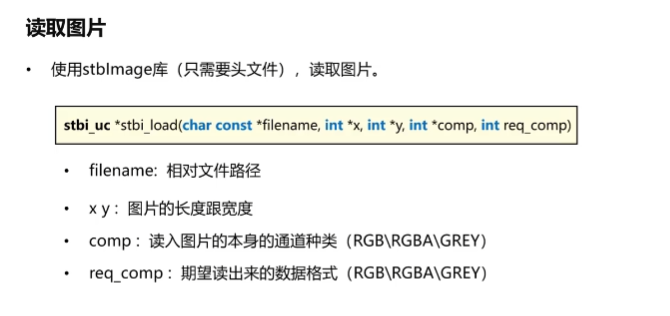 读取图片
• 使用stbImage库（只需要头文件），读取图片。
stbi_uc *stbi_load(char const *filename, int *x, int *y, int *comp, int req_comp)
• filename: 相对文件路径
• x y： 图片的长度跟宽度
• comp： 读入图片的本身的通道种类（RGB\RGBA\GREY）
• req_comp： 期望读出来的数据格式（RGB\RGBA\GREY）